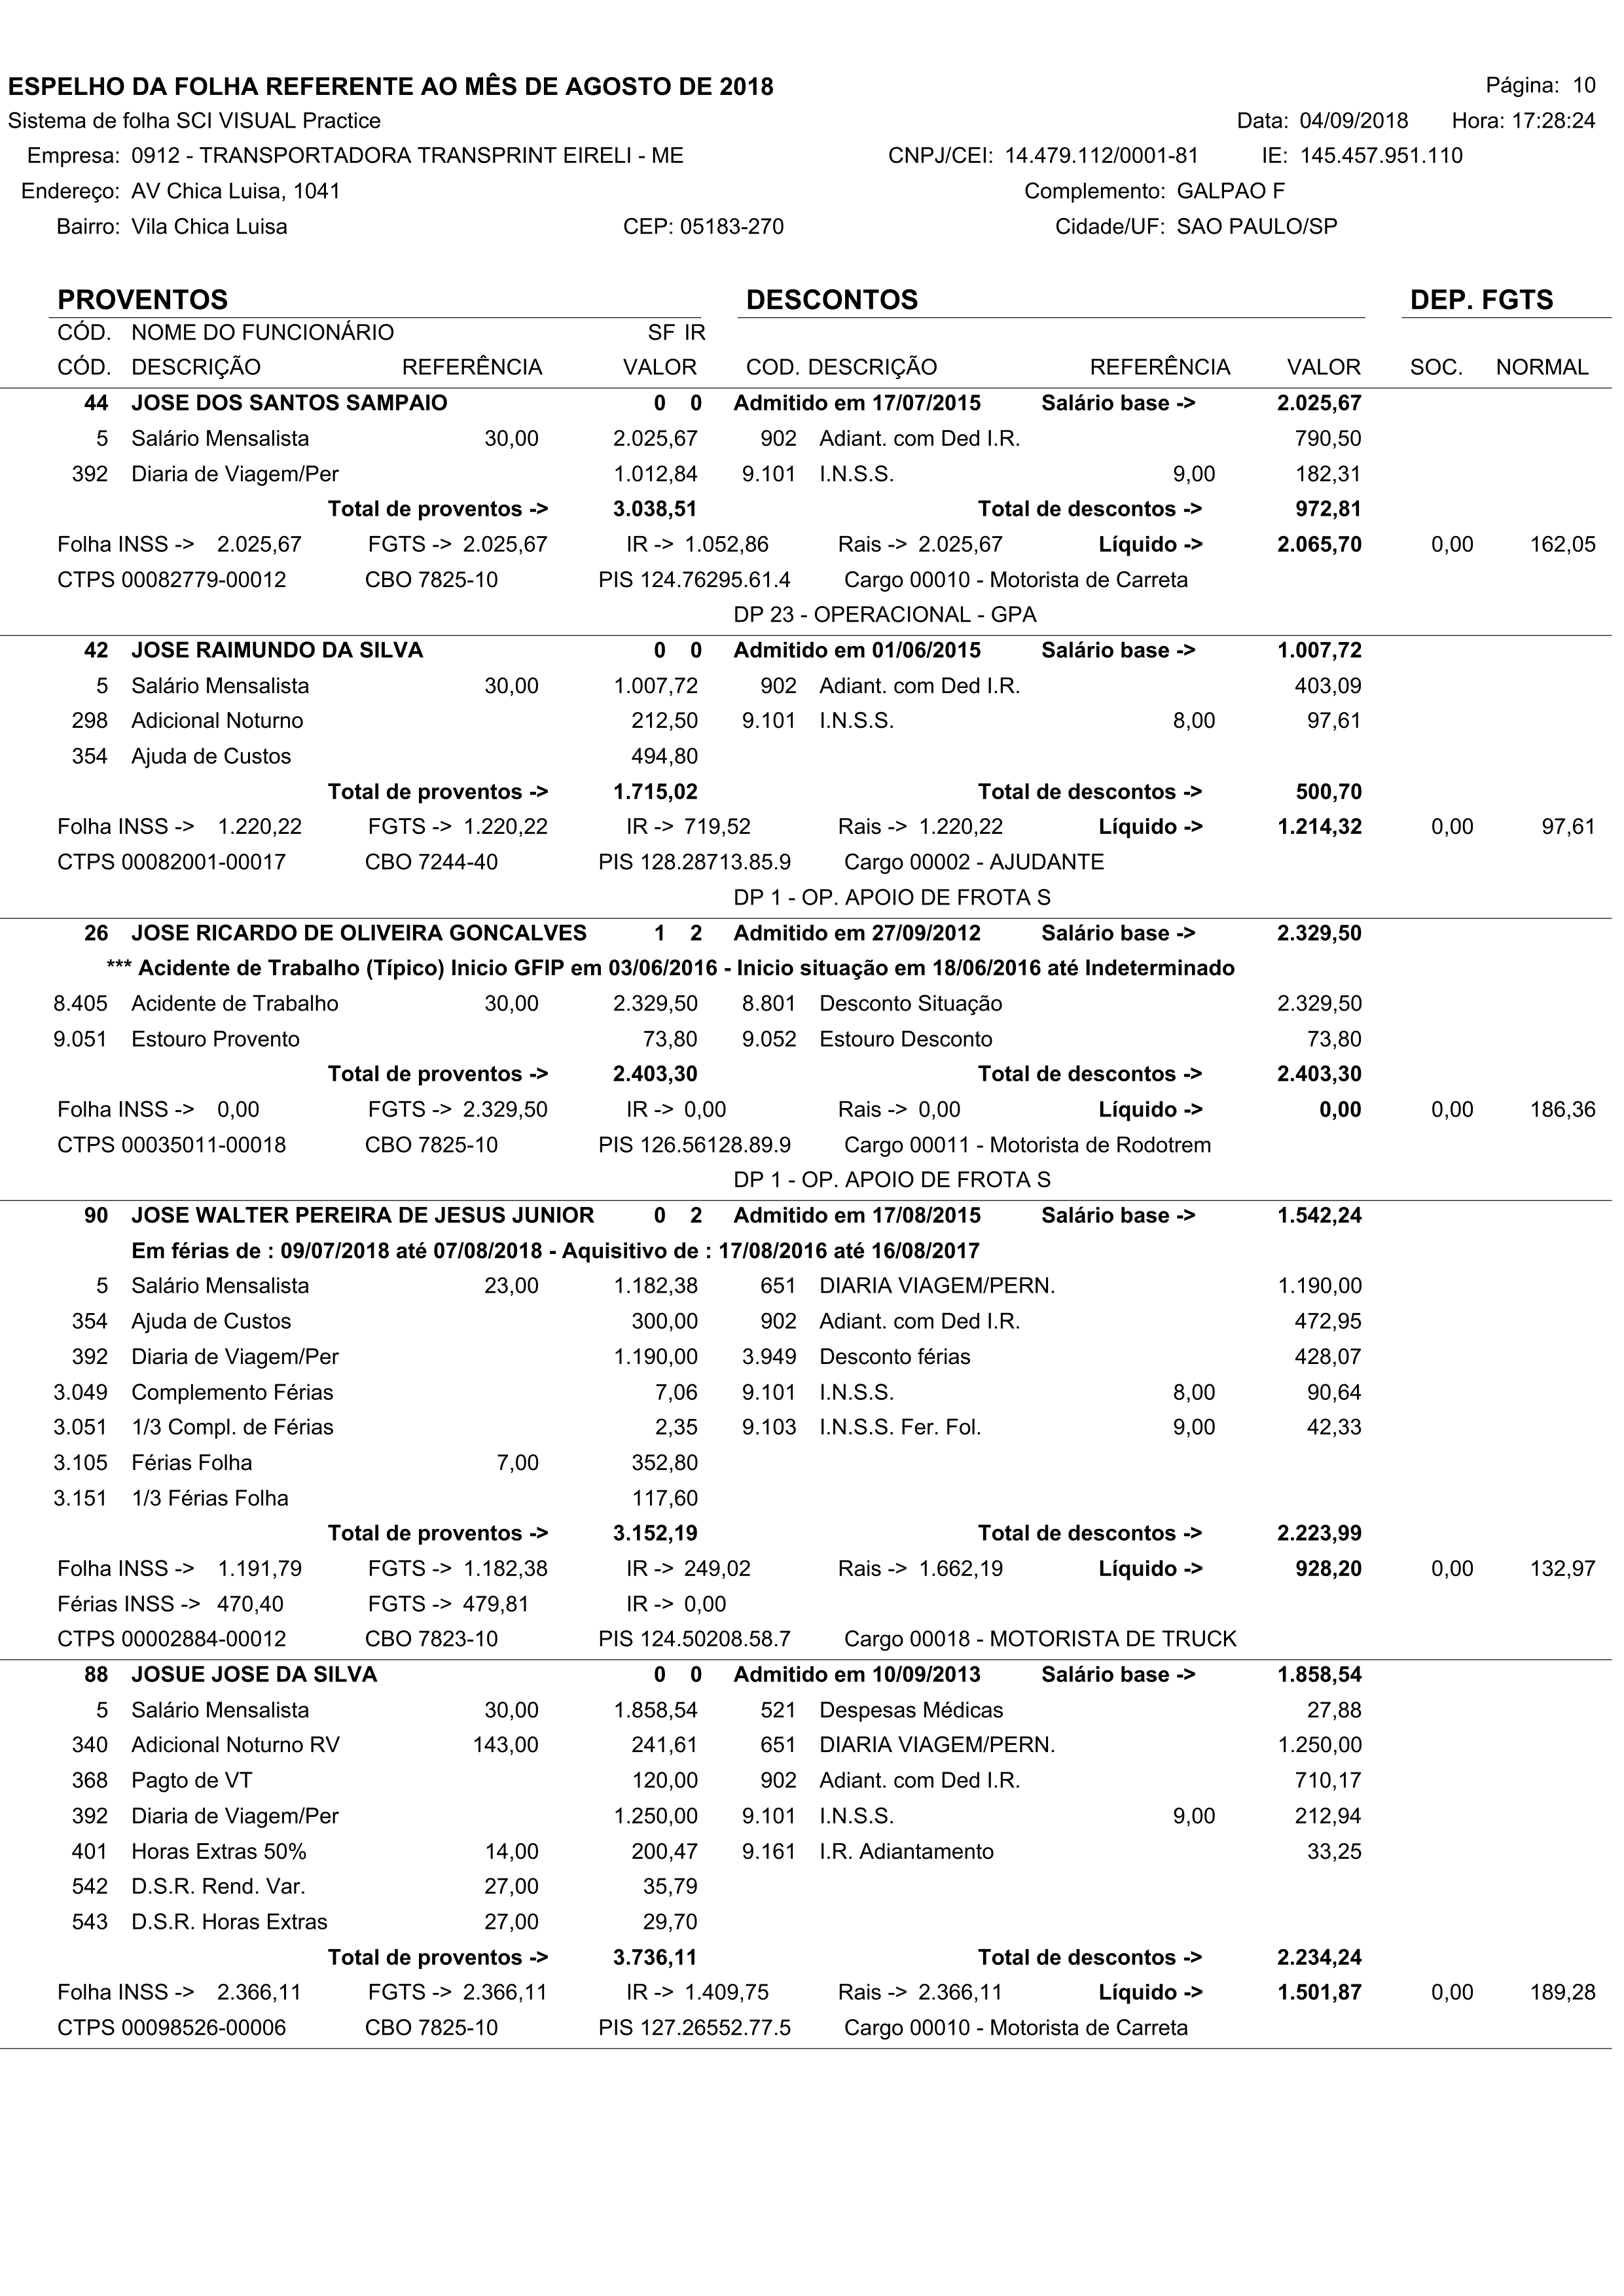 ESPELHO DA FOLHA REFERENTE AO MÊS DE AGOSTO DE 2018 Página: 10
Sistema de folha SCI VISUAL Practice Data: 04/09/2018 Hora: 17:28:24
Empresa: 0912 - TRANSPORTADORA TRANSPRINT EIRELI - ME CNPJ/CEI: 14.479.112/0001-81 IE: 145.457.951.110
Endereço: AV Chica Luisa, 1041 Complemento: GALPAO F
Bairro: Vila Chica Luisa CEP: 05183-270 Cidade/UF: SAO PAULO/SP
PROVENTOS DESCONTOS DEP. FGTS
CÓD. NOME DO FUNCIONÁRIO SF IR
CÓD. DESCRIÇÃO REFERÊNCIA VALOR COD. DESCRIÇÃO REFERÊNCIA VALOR SOC. NORMAL
44 JOSE DOS SANTOS SAMPAIO 0 0 Admitido em 17/07/2015 Salário base -> 2.025,67
5 Salário Mensalista 30,00 2.025,67 902 Adiant. com Ded I.R. 790,50
392 Diaria de Viagem/Per 1.012,84 9.101 I.N.S.S. 9,00 182,31
Total de proventos -> 3.038,51 Total de descontos -> 972,81
Folha INSS -> 2.025,67 FGTS -> 2.025,67 IR -> 1.052,86 Rais -> 2.025,67 Líquido -> 2.065,70 0,00 162,05
CTPS 00082779-00012 CBO 7825-10 PIS 124.76295.61.4 Cargo 00010 - Motorista de Carreta
DP 23 - OPERACIONAL - GPA
42 JOSE RAIMUNDO DA SILVA 0 0 Admitido em 01/06/2015 Salário base -> 1.007,72
5 Salário Mensalista 30,00 1.007,72 902 Adiant. com Ded I.R. 403,09
298 Adicional Noturno 212,50 9.101 I.N.S.S. 8,00 97,61
354 Ajuda de Custos 494,80
Total de proventos -> 1.715,02 Total de descontos -> 500,70
Folha INSS -> 1.220,22 FGTS -> 1.220,22 IR -> 719,52 Rais -> 1.220,22 Líquido -> 1.214,32 0,00 97,61
CTPS 00082001-00017 CBO 7244-40 PIS 128.28713.85.9 Cargo 00002 - AJUDANTE
DP 1 - OP. APOIO DE FROTA S
26 JOSE RICARDO DE OLIVEIRA GONCALVES 1 2 Admitido em 27/09/2012 Salário base -> 2.329,50
*** Acidente de Trabalho (Típico) Inicio GFIP em 03/06/2016 - Inicio situação em 18/06/2016 até Indeterminado
8.405 Acidente de Trabalho 30,00 2.329,50 8.801 Desconto Situação 2.329,50
9.051 Estouro Provento 73,80 9.052 Estouro Desconto 73,80
Total de proventos -> 2.403,30 Total de descontos -> 2.403,30
Folha INSS -> 0,00 FGTS -> 2.329,50 IR -> 0,00 Rais -> 0,00 Líquido -> 0,00 0,00 186,36
CTPS 00035011-00018 CBO 7825-10 PIS 126.56128.89.9 Cargo 00011 - Motorista de Rodotrem
DP 1 - OP. APOIO DE FROTA S
90 JOSE WALTER PEREIRA DE JESUS JUNIOR 0 2 Admitido em 17/08/2015 Salário base -> 1.542,24
Em férias de : 09/07/2018 até 07/08/2018 - Aquisitivo de : 17/08/2016 até 16/08/2017
5 Salário Mensalista 23,00 1.182,38 651 DIARIA VIAGEM/PERN. 1.190,00
354 Ajuda de Custos 300,00 902 Adiant. com Ded I.R. 472,95
392 Diaria de Viagem/Per 1.190,00 3.949 Desconto férias 428,07
3.049 Complemento Férias 7,06 9.101 I.N.S.S. 8,00 90,64
3.051 1/3 Compl. de Férias 2,35 9.103 I.N.S.S. Fer. Fol. 9,00 42,33
3.105 Férias Folha 7,00 352,80
3.151 1/3 Férias Folha 117,60
Total de proventos -> 3.152,19 Total de descontos -> 2.223,99
Folha INSS -> 1.191,79 FGTS -> 1.182,38 IR -> 249,02 Rais -> 1.662,19 Líquido -> 928,20 0,00 132,97
Férias INSS -> 470,40 FGTS -> 479,81 IR -> 0,00
CTPS 00002884-00012 CBO 7823-10 PIS 124.50208.58.7 Cargo 00018 - MOTORISTA DE TRUCK
88 JOSUE JOSE DA SILVA 0 0 Admitido em 10/09/2013 Salário base -> 1.858,54
5 Salário Mensalista 30,00 1.858,54 521 Despesas Médicas 27,88
340 Adicional Noturno RV 143,00 241,61 651 DIARIA VIAGEM/PERN. 1.250,00
368 Pagto de VT 120,00 902 Adiant. com Ded I.R. 710,17
392 Diaria de Viagem/Per 1.250,00 9.101 I.N.S.S. 9,00 212,94
401 Horas Extras 50% 14,00 200,47 9.161 I.R. Adiantamento 33,25
542 D.S.R. Rend. Var. 27,00 35,79
543 D.S.R. Horas Extras 27,00 29,70
Total de proventos -> 3.736,11 Total de descontos -> 2.234,24
Folha INSS -> 2.366,11 FGTS -> 2.366,11 IR -> 1.409,75 Rais -> 2.366,11 Líquido -> 1.501,87 0,00 189,28
CTPS 00098526-00006 CBO 7825-10 PIS 127.26552.77.5 Cargo 00010 - Motorista de Carreta